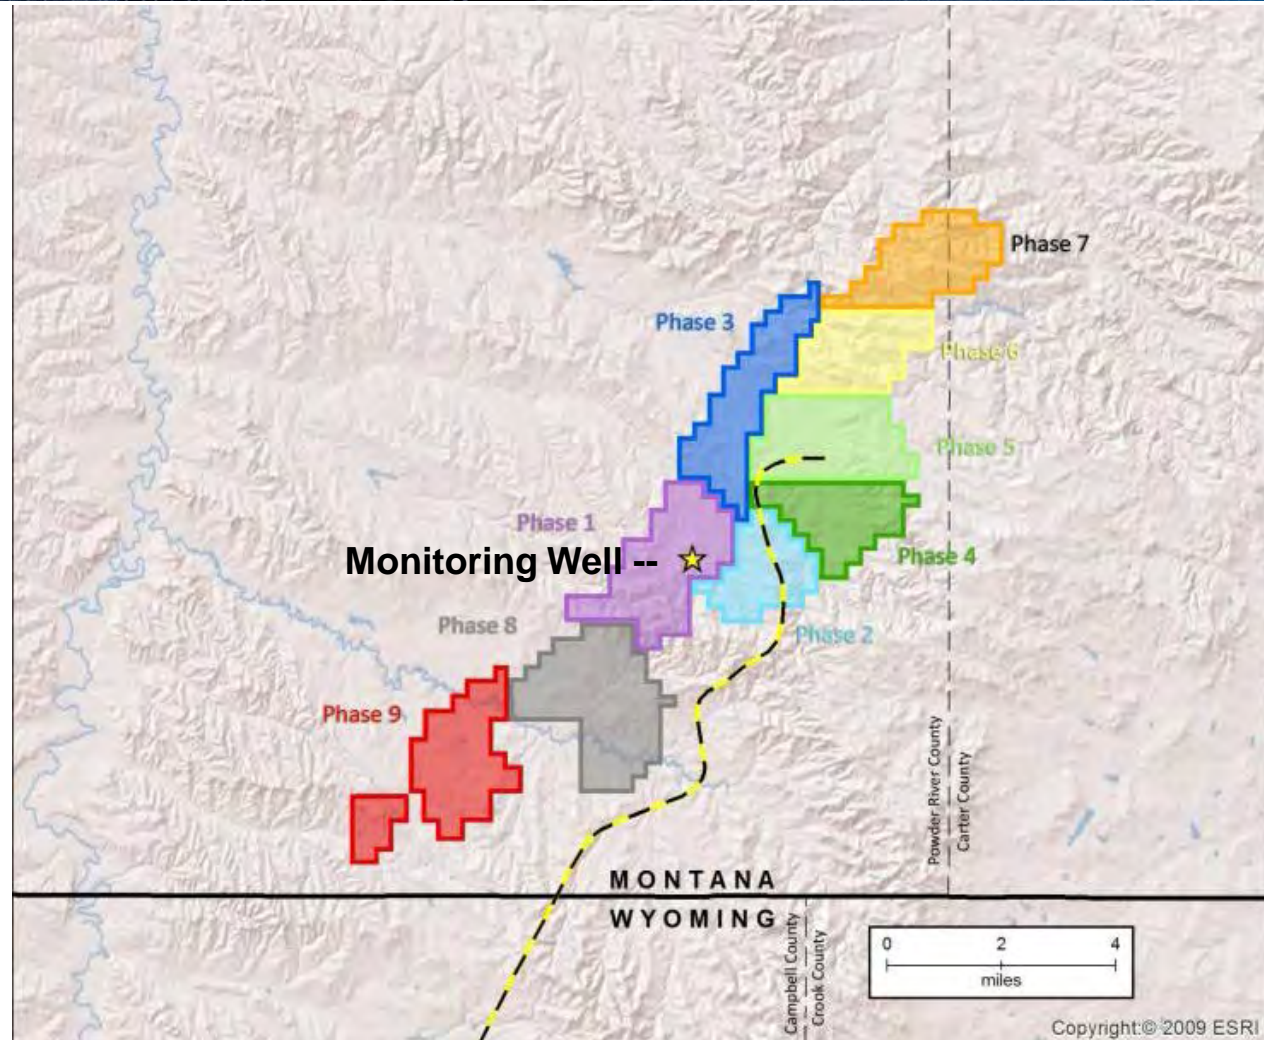 Phase 7
Phase 3
Phase 6
Phase 5
Phase 1
Monitoring Well --
Phase 4
Phase 8
Phase 2
Phase 9
Powder River County
Carter County
MONTANA
WYOMING
Campbell County
Crook County
0 2 4
miles
Copyright:© 2009 ESRI